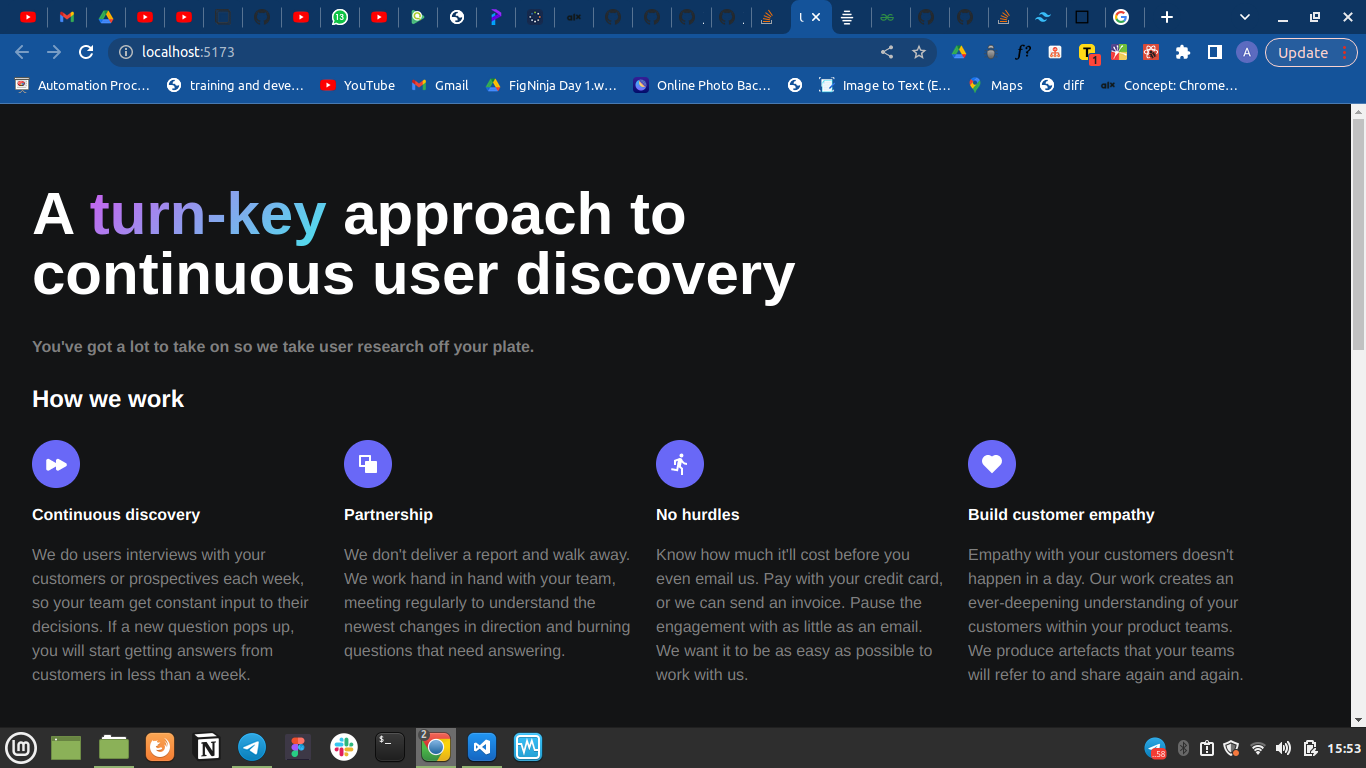 13
localhost:5173
f?
T
1
A
Update
Automation Proc…
training and deve…
YouTube
Gmail
FigNinja Day 1.w…
Online Photo Bac…
Image to Text (E…
Maps
diff
Concept: Chrome…
A turn-key approach to
continuous user discovery
You've got a lot to take on so we take user research off your plate.
How we work
Continuous discovery
We do users interviews with your
customers or prospectives each week,
so your team get constant input to their
decisions. If a new question pops up,
you will start getting answers from
customers in less than a week.
Partnership
We don't deliver a report and walk away.
We work hand in hand with your team,
meeting regularly to understand the
newest changes in direction and burning
questions that need answering.
No hurdles
Know how much it'll cost before you
even email us. Pay with your credit card,
or we can send an invoice. Pause the
engagement with as little as an email.
We want it to be as easy as possible to
work with us.
Build customer empathy
Empathy with your customers doesn't
happen in a day. Our work creates an
ever-deepening understanding of your
customers within your product teams.
We produce artefacts that your teams
will refer to and share again and again.
$_
2
58
15:53